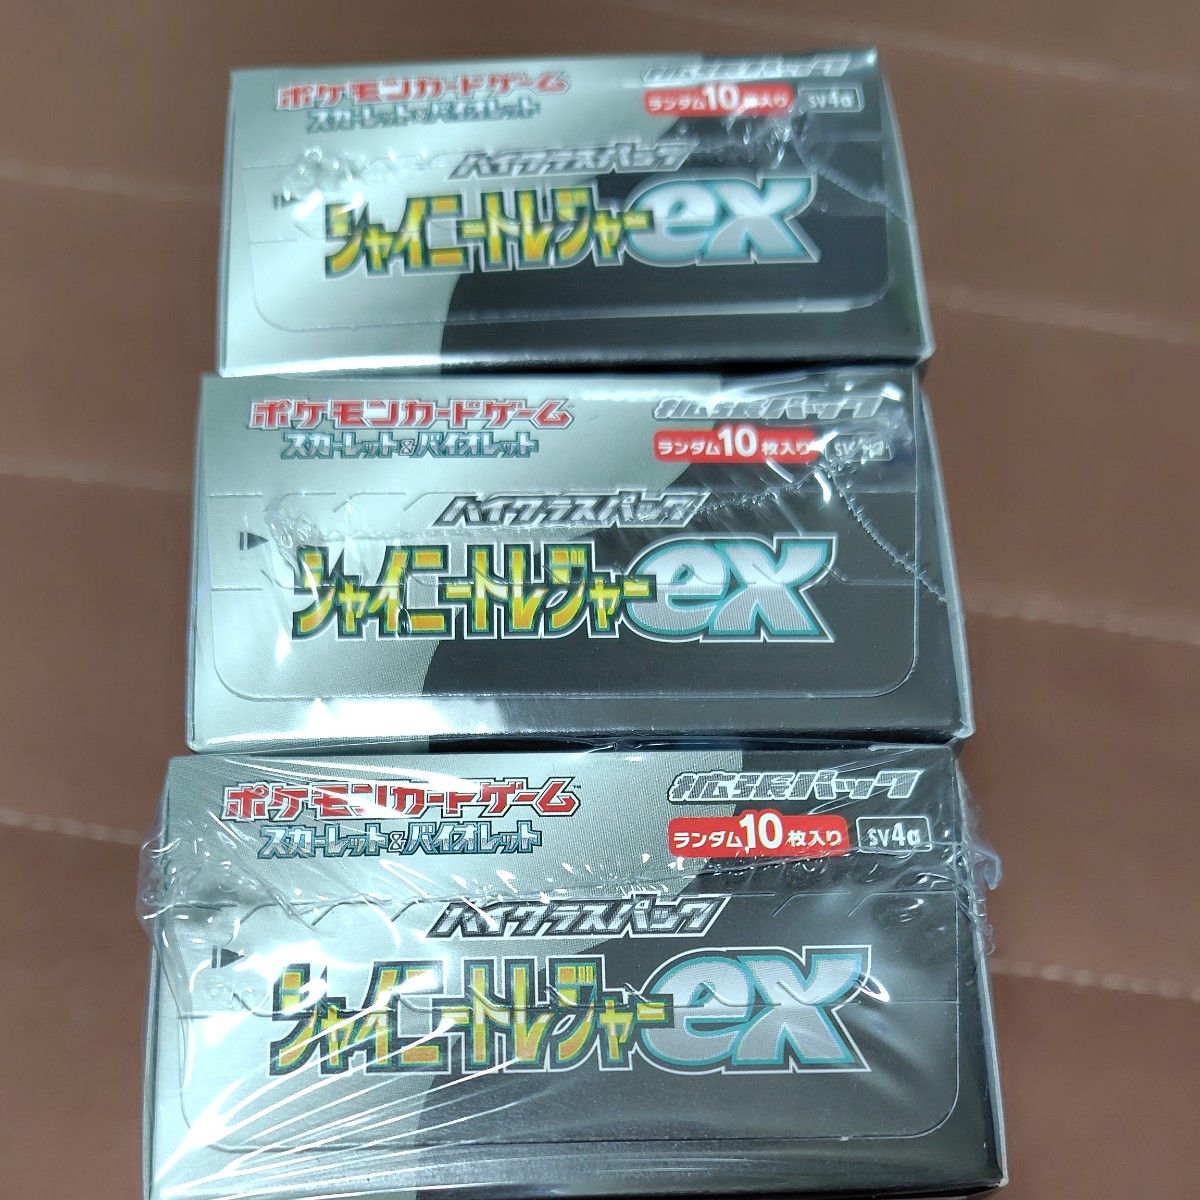 ポケモンカードゲーム
スカーレット&バイオレット
拡張パック
ランダム10枚入り sv4a
ハイクラスパック
シャイニートレジャーex
ポケモンカードゲーム
スカーレット&バイオレット
拡張パック
ランダム10枚入り sv4a
ハイクラスパック
シャイニートレジャーex
ポケモンカードゲーム™
スカーレット&バイオレット
拡張パック
ランダム10枚入り sv4a
ハイクラスパック
シャイニートレジャーex